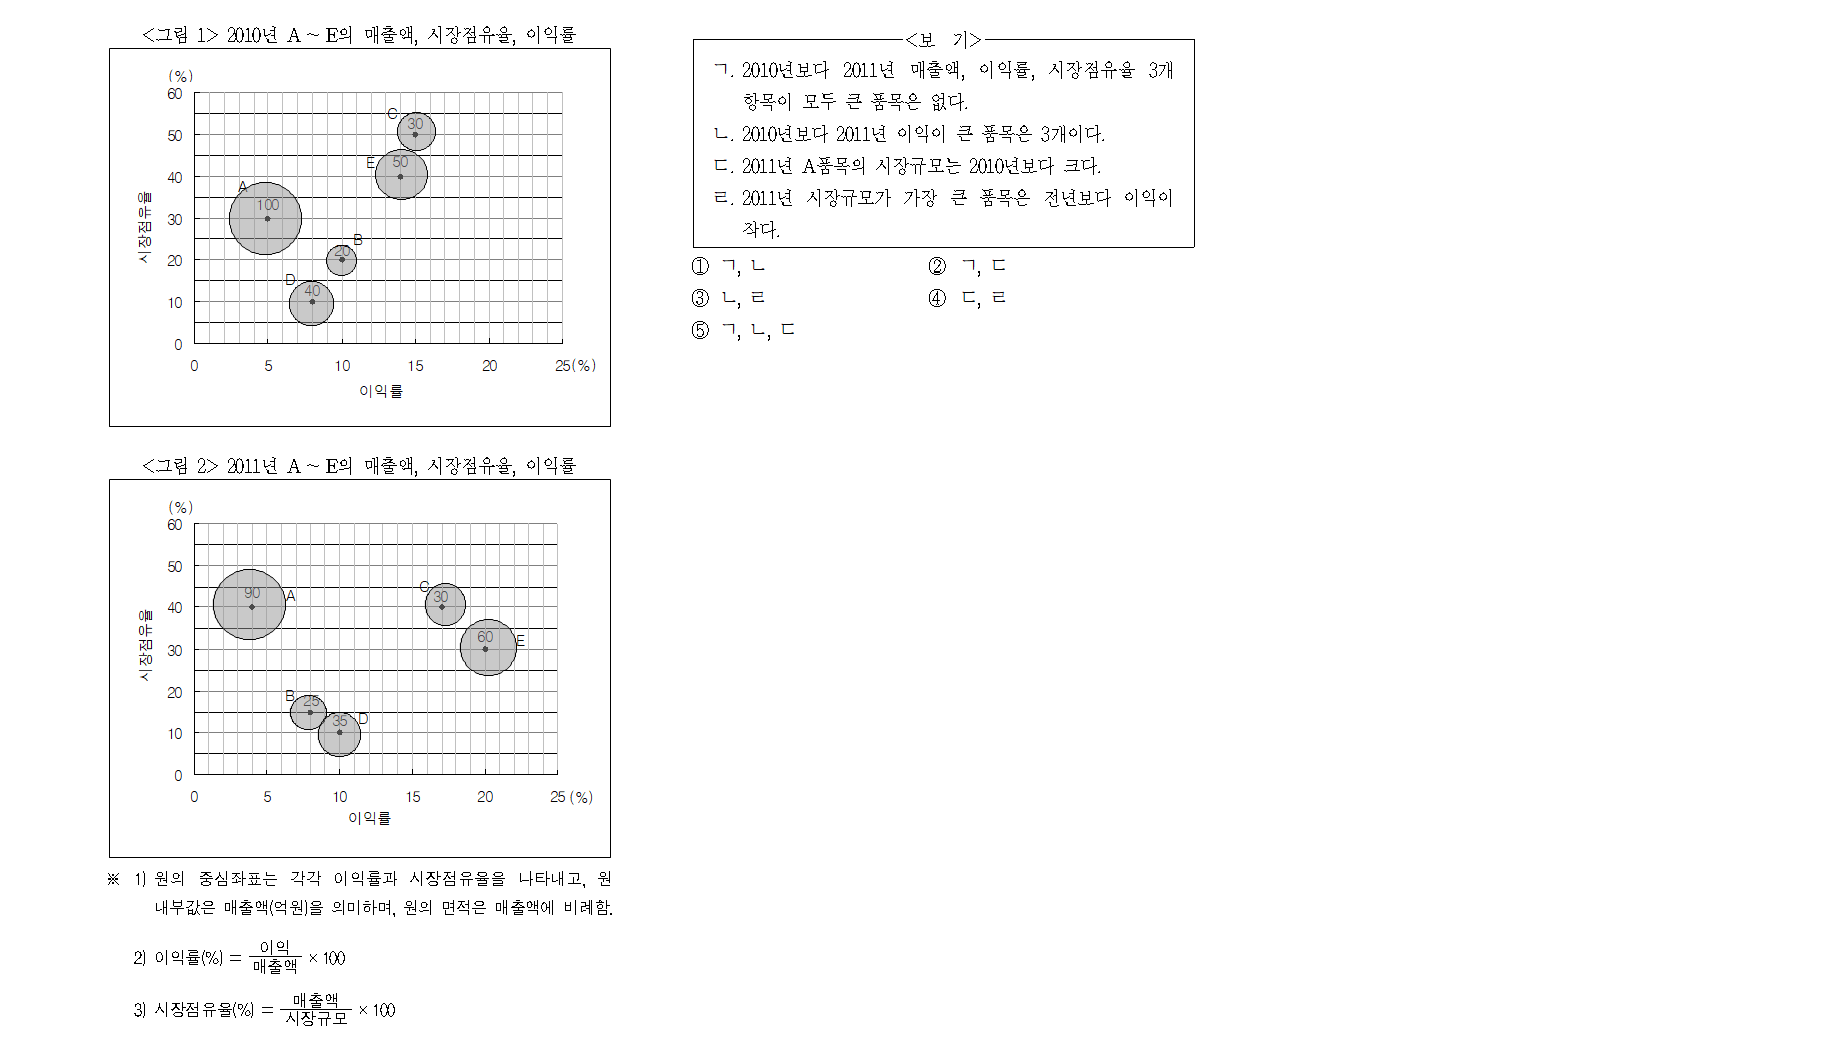 <그림 1> 2010년 A ~ E의 매출액, 시장점유율, 이익률
(%)
60
50
40
30
20
10
0
시장점유율
C
30
E
50
A
100
B
20
D
40
0 5 10 15 20 25(%)
이익률
<그림 2> 2011년 A ~ E의 매출액, 시장점유율, 이익률
(%)
60
50
40
30
20
10
0
시장점유율
90
A
C
30
60
E
B
25
35
D
0 5 10 15 20 25 (%)
이익률
※ 1) 원의 중심좌표는 각각 이익률과 시장점유율을 나타내고, 원
내부값은 매출액(억원)을 의미하며, 원의 면적은 매출액에 비례함.
2) 이익률(%) = 이익/매출액 × 100
3) 시장점유율(%) = 매출액/시장규모 × 100
<보 기>
ㄱ. 2010년보다 2011년 매출액, 이익률, 시장점유율 3개
항목이 모두 큰 품목은 없다.
ㄴ. 2010년보다 2011년 이익이 큰 품목은 3개이다.
ㄷ. 2011년 A품목의 시장규모는 2010년보다 크다.
ㄹ. 2011년 시장규모가 가장 큰 품목은 전년보다 이익이
작다.
① ㄱ, ㄴ ② ㄱ, ㄷ
③ ㄴ, ㄹ ④ ㄷ, ㄹ
⑤ ㄱ, ㄴ, ㄷ